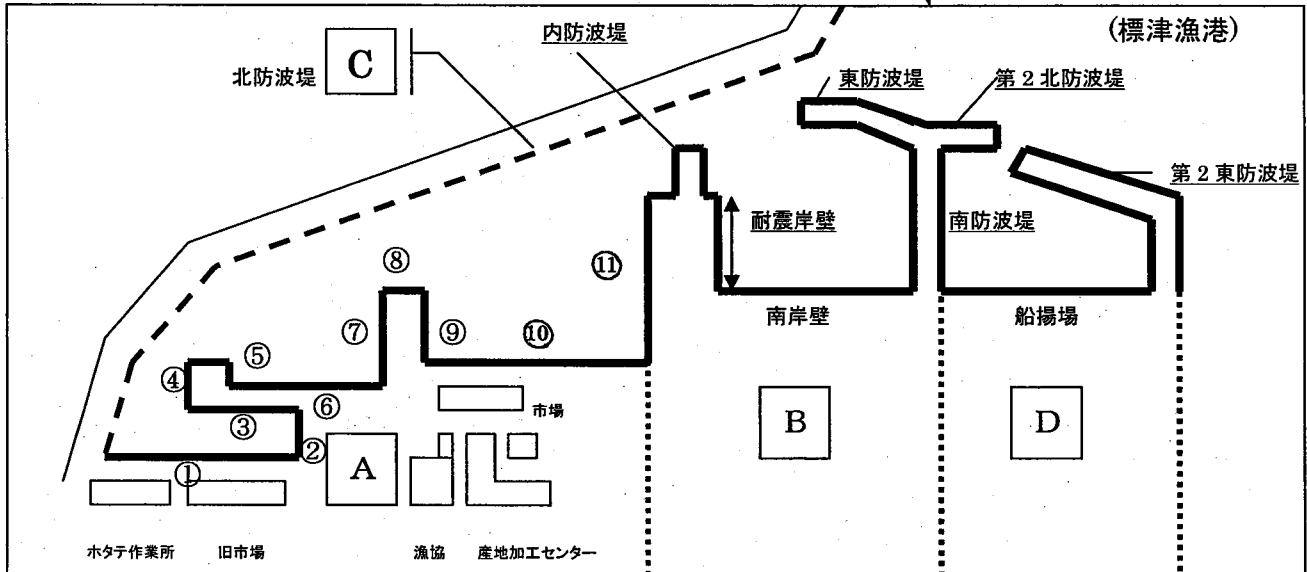 (標津漁港)
内防波堤
C
北防波堤
東防波堤
第2北防波堤
第2東防波堤
耐震岸壁
南防波堤
⑧
⑪
南岸壁
船揚場
⑦
⑨
⑩
⑤
④
⑥
市場
③
②
A
B
D
①
ホタテ作業所
旧市場
漁協
産地加工センター